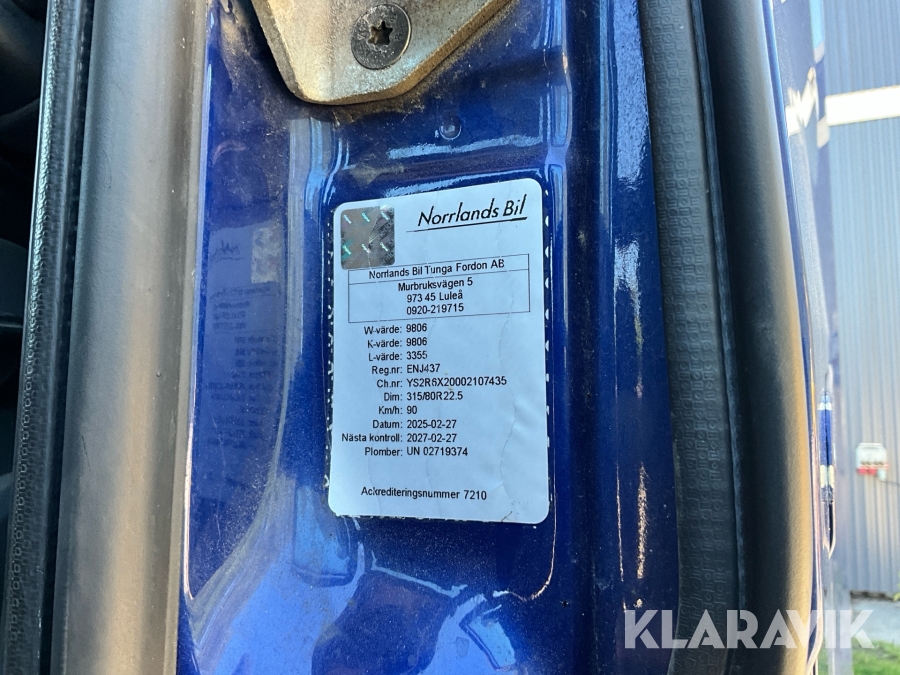 Norrlands Bil
Norrlands Bil Tunga Fordon AB
Murbruksvägen 5
973 45 Luleå
0920-219715
W-värde: 9806
K-värde: 9806
L-värde: 3355
Reg.nr: ENJ437
Ch.nr: YS2R6X20002107435
Dim: 315/80R22.5
Km/h: 90
Datum: 2025-02-27
Nästa kontroll: 2027-02-27
Plomber: UN 02719374
Ackrediteringsnummer 7210
KLARAVIK